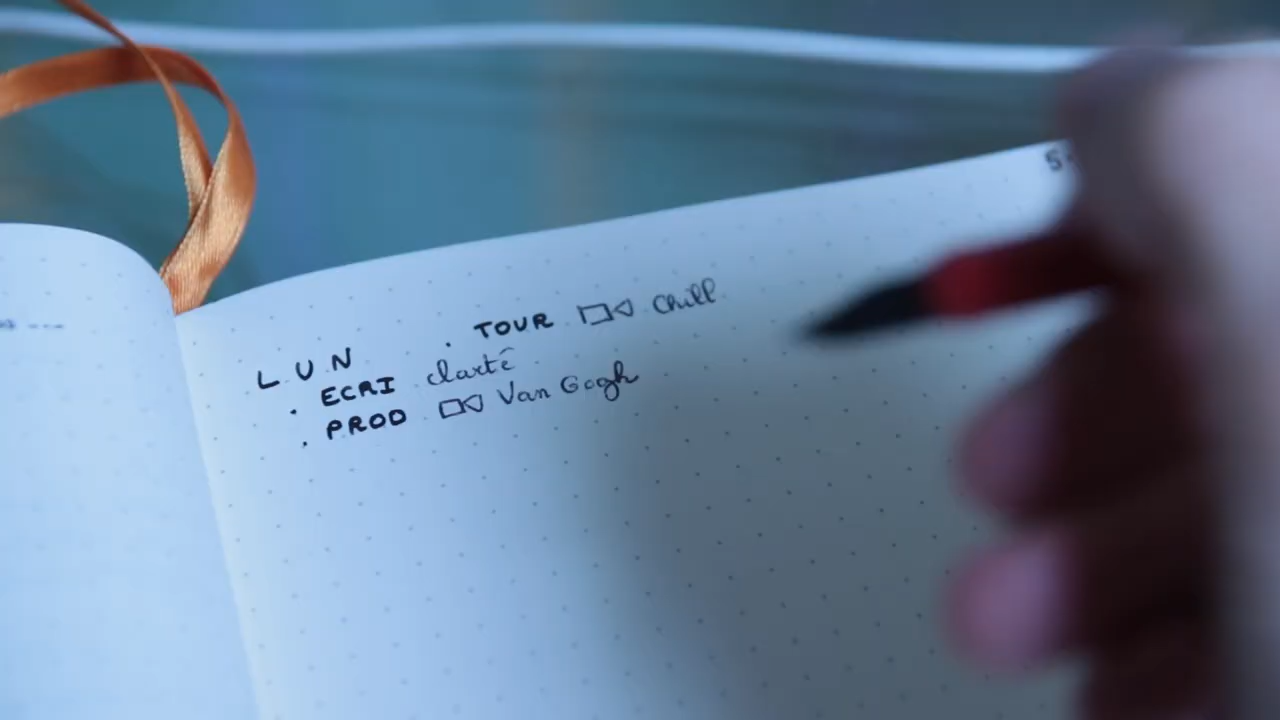 LUN
. TOUR Chill
. ECRI clarté
. PROD Van Gogh